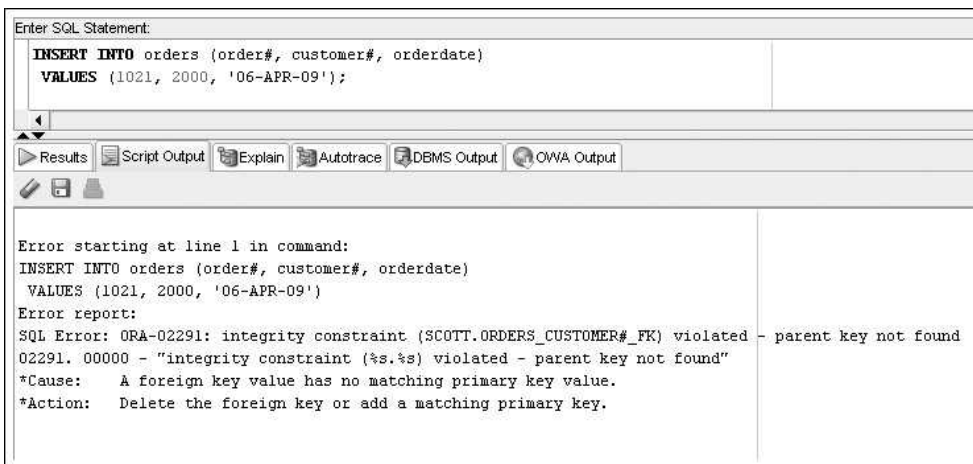 Enter SQL Statement:
INSERT INTO orders (order#, customer#, orderdate)
VALUES (1021, 2000, '06-APR-09');
Results Script Output Explain Autotrace DBMS Output OWA Output
Error starting at line 1 in command:
INSERT INTO orders (order#, customer#, orderdate)
VALUES (1021, 2000, '06-APR-09')
Error report:
SQL Error: ORA-02291: integrity constraint (SCOTT.ORDERS_CUSTOMER#_FK) violated - parent key not found
02291. 00000 - "integrity constraint (%s.%s) violated - parent key not found"
*Cause: A foreign key value has no matching primary key value.
*Action: Delete the foreign key or add a matching primary key.